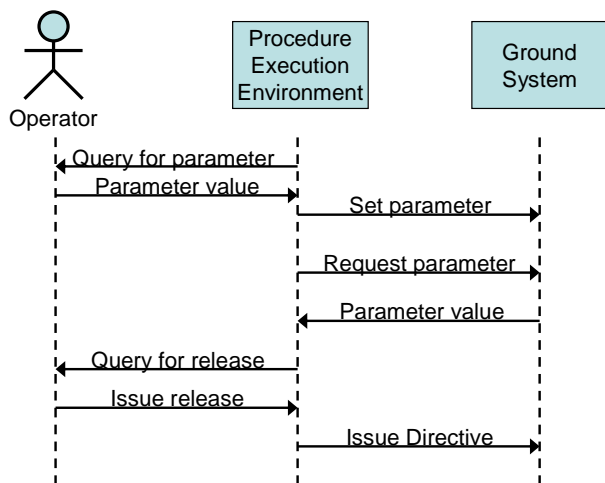 Operator
Procedure
Execution
Environment
Ground
System
Query for parameter
Parameter value
Set parameter
Request parameter
Parameter value
Query for release
Issue release
Issue Directive